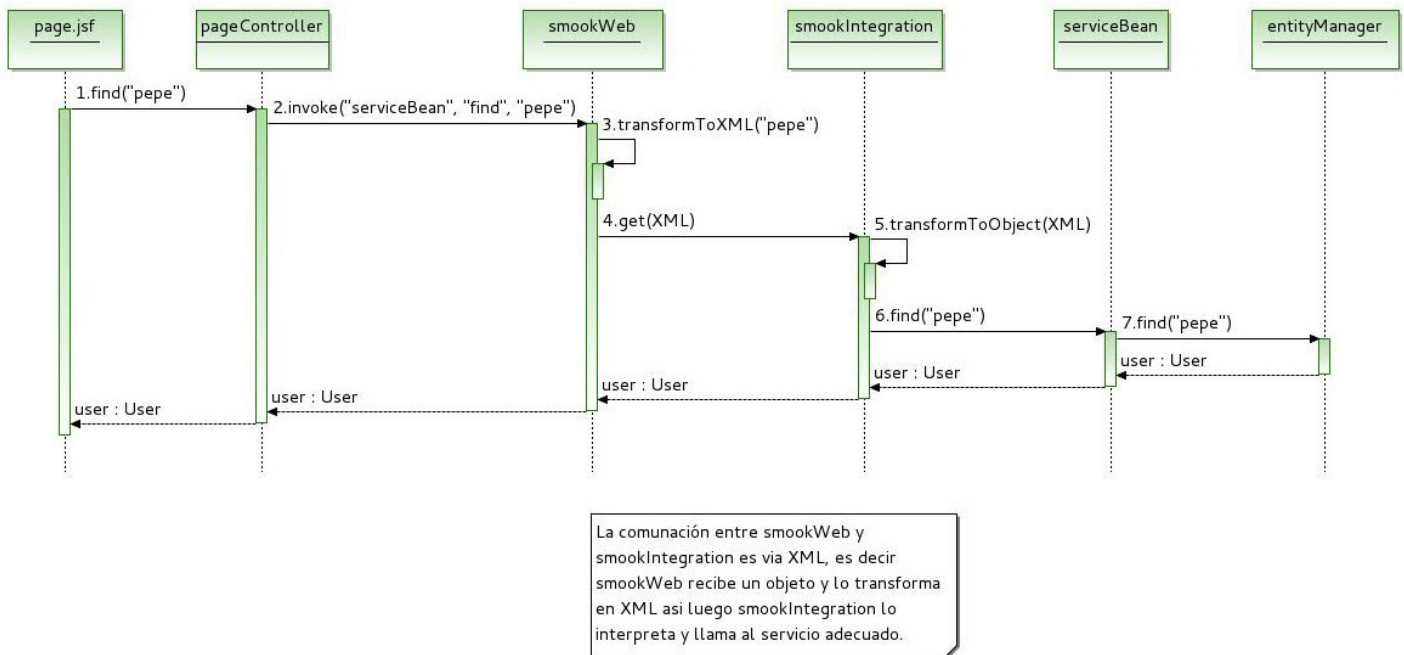 page.jsf
pageController
smookWeb
smookIntegration
serviceBean
entityManager
1.find("pepe")
2.invoke("serviceBean", "find", "pepe")
3.transformToXML("pepe")
4.get(XML)
5.transformToObject(XML)
6.find("pepe")
7.find("pepe")
user : User
user : User
user : User
user : User
user : User
La comunación entre smookWeb y
smookIntegration es via XML, es decir
smookWeb recibe un objeto y lo transforma
en XML asi luego smookIntegration lo
interpreta y llama al servicio adecuado.